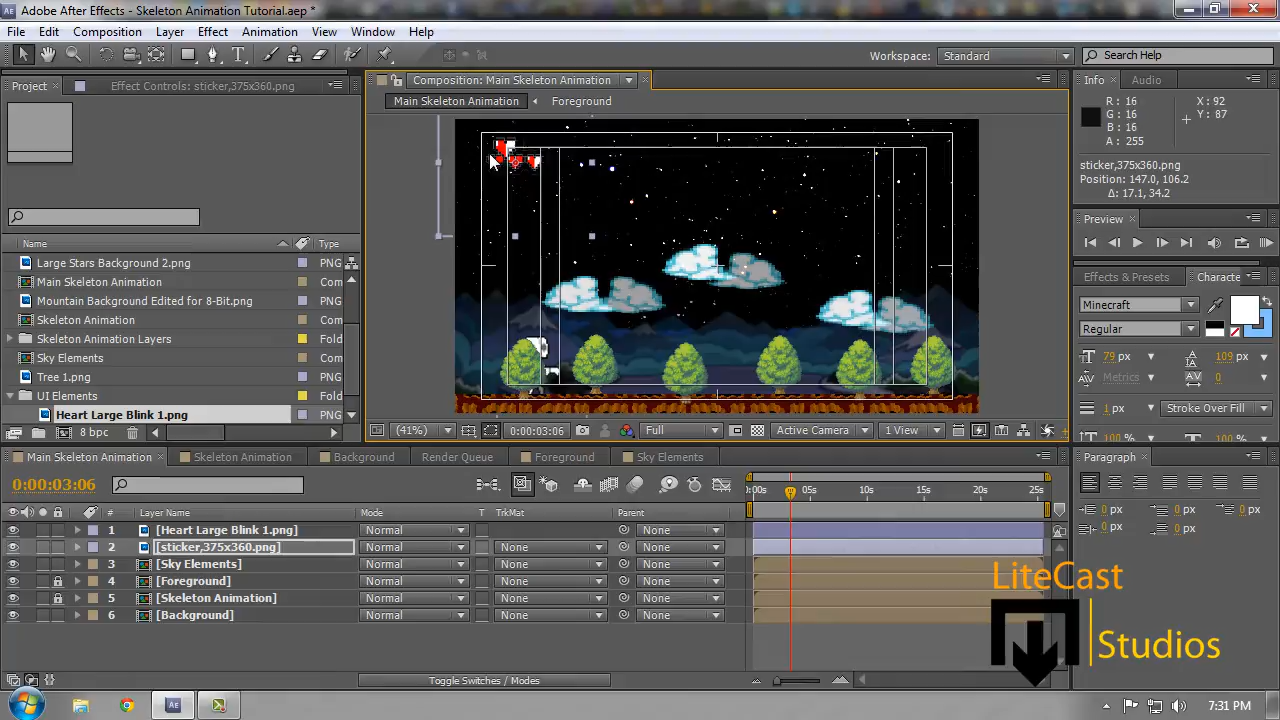 Adobe After Effects - Skeleton Animation Tutorial.aep *
File Edit Composition Layer Effect Animation View Window Help
Workspace: Standard Search Help
Project Effect Controls: sticker,375x360.png
Composition: Main Skeleton Animation
Info Audio
Main Skeleton Animation Foreground
R: 16 X: 92
G: 16 Y: 87
B: 16
A: 255
sticker,375x360.png
Position: 147.0, 106.2
Δ: 17.1, 34.2
Preview
Name Type
Large Stars Background 2.png PNG
Main Skeleton Animation Com
Mountain Background Edited for 8-Bit.png PNG
Skeleton Animation Com
Skeleton Animation Layers Fold
Sky Elements Com
Tree 1.png PNG
UI Elements Fold
Heart Large Blink 1.png PNG
8 bpc
Effects & Presets Characte
Minecraft
Regular
79 px 109 px
Metrics 0
1 px Stroke Over Fill
100 % 100 %
(41%) 0:00:03:06 Full Active Camera 1 View
Main Skeleton Animation Skeleton Animation Background Render Queue Foreground Sky Elements
Paragraph
0:00:03:06
:00s 05s 10s 15s 20s 25s
# Layer Name Mode T TrkMat Parent
1 [Heart Large Blink 1.png] Normal None
2 [sticker,375x360.png] Normal None None
3 [Sky Elements] Normal None None
4 [Foreground] Normal None None
5 [Skeleton Animation] Normal None None
6 [Background] Normal None None
0 px 0 px 0 px
0 px 0 px
LiteCast
Studios
Toggle Switches / Modes
7:31 PM